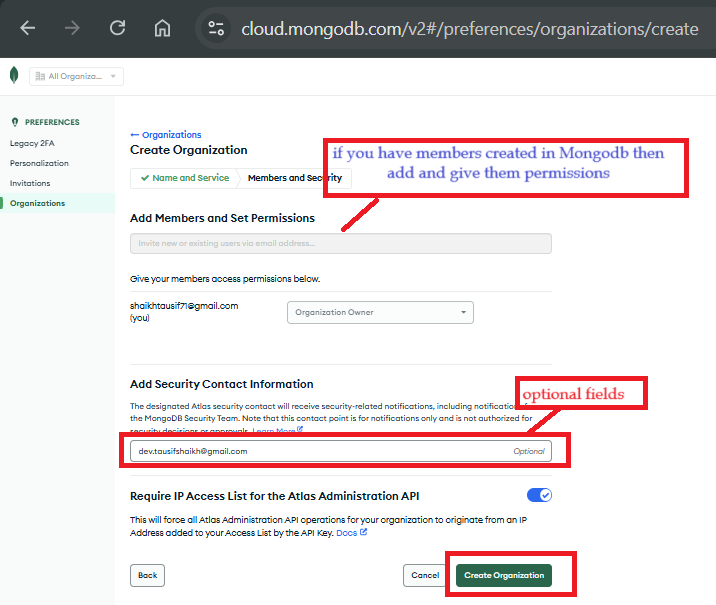 cloud.mongodb.com/v2#/preferences/organizations/create
All Organiza...
PREFERENCES
Legacy 2FA
Personalization
Invitations
Organizations
← Organizations
Create Organization
Name and Service
Members and Security
if you have members created in Mongodb then
add and give them permissions
Add Members and Set Permissions
Invite new or existing users via email address...
Give your members access permissions below.
shaikhtausif71@gmail.com
(you)
Organization Owner
Add Security Contact Information
optional fields
The designated Atlas security contact will receive security-related notifications, including notification
the MongoDB Security Team. Note that this contact point is for notifications only and is not authorized for
security decisions or approvals. Learn More
dev.tausifshaikh@gmail.com
Optional
Require IP Access List for the Atlas Administration API
This will force all Atlas Administration API operations for your organization to originate from an IP
Address added to your Access List by the API Key. Docs
Back
Cancel
Create Organization